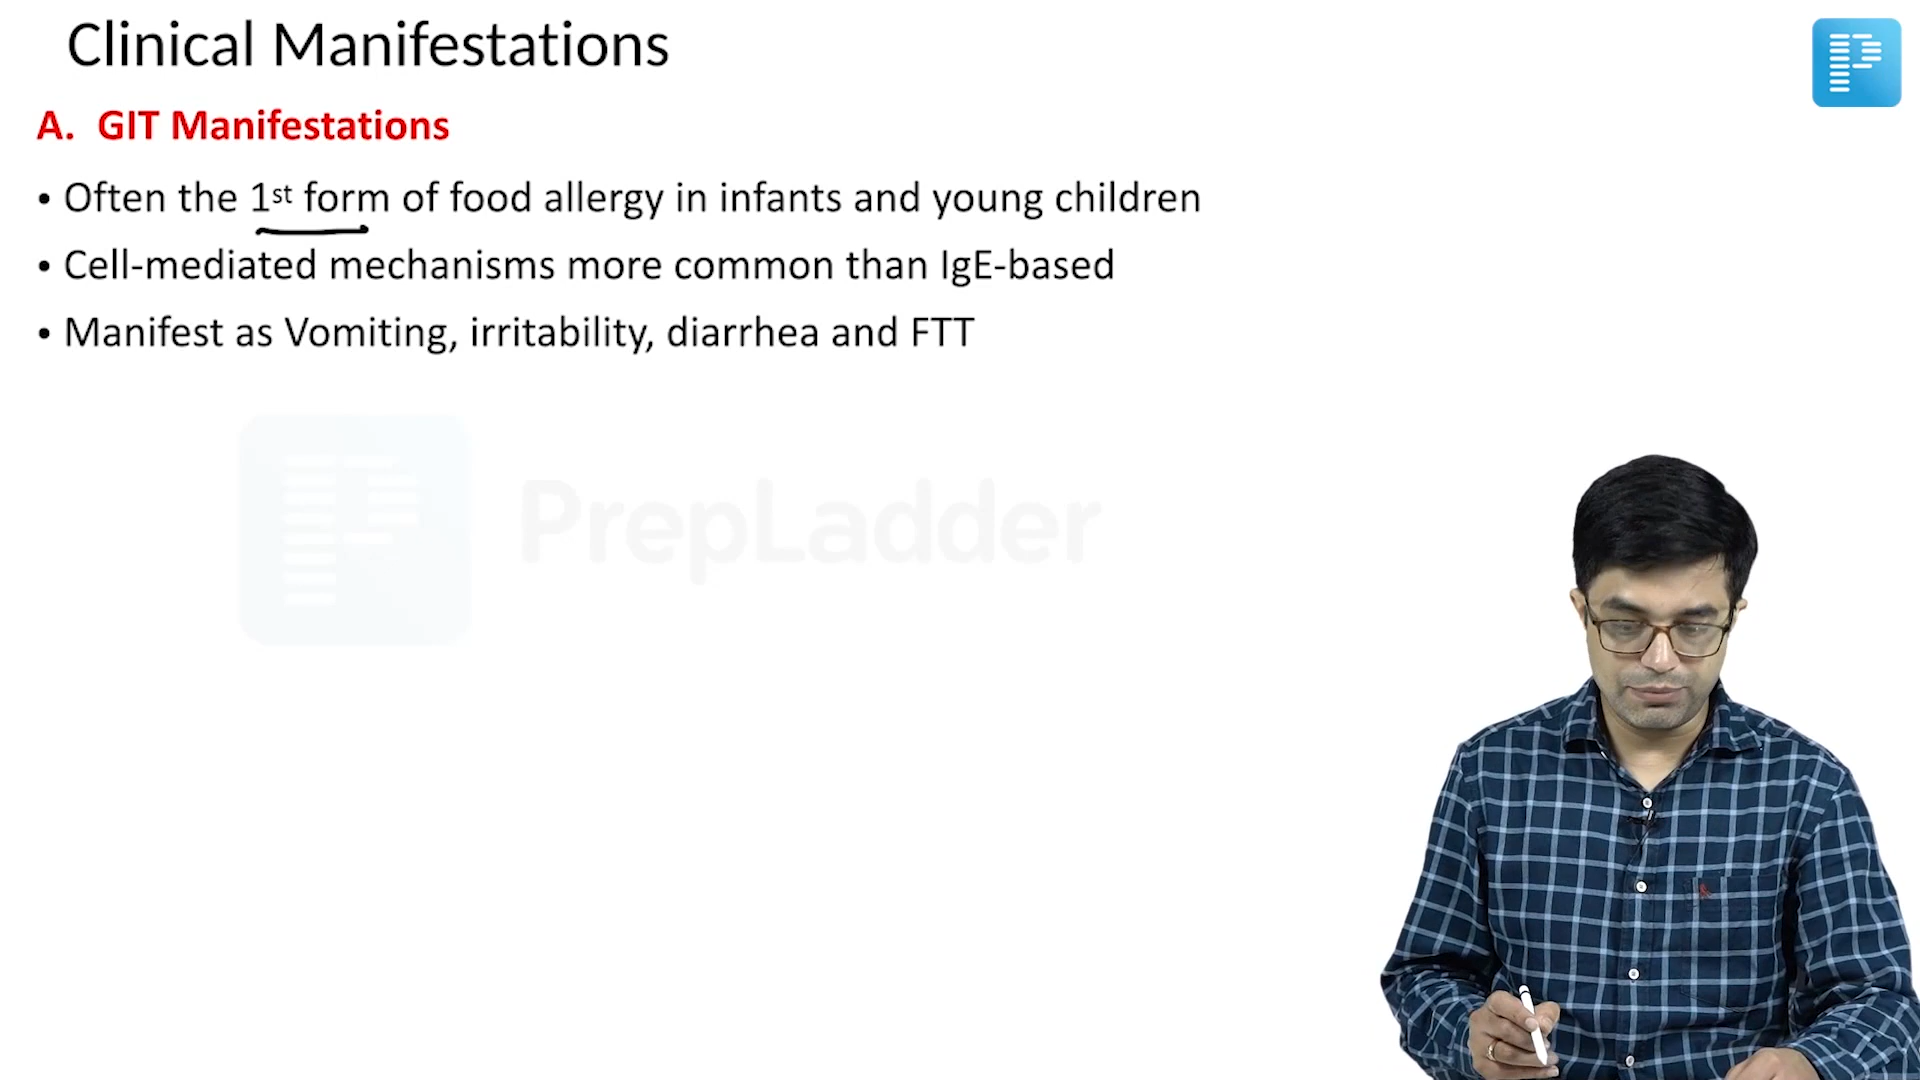 Clinical Manifestations
A. GIT Manifestations
• Often the 1st form of food allergy in infants and young children
• Cell-mediated mechanisms more common than IgE-based
• Manifest as Vomiting, irritability, diarrhea and FTT
PrepLadder